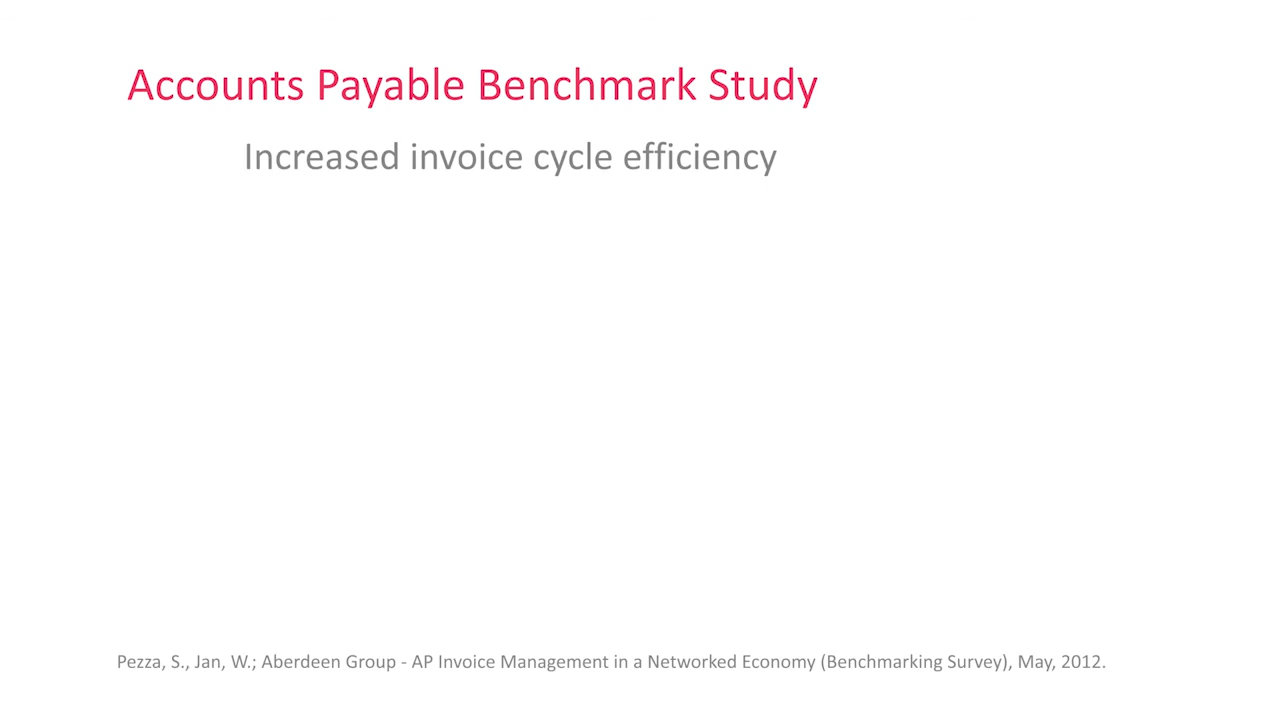 Accounts Payable Benchmark Study
Increased invoice cycle efficiency
Pezza, S., Jan, W.; Aberdeen Group - AP Invoice Management in a Networked Economy (Benchmarking Survey), May, 2012.